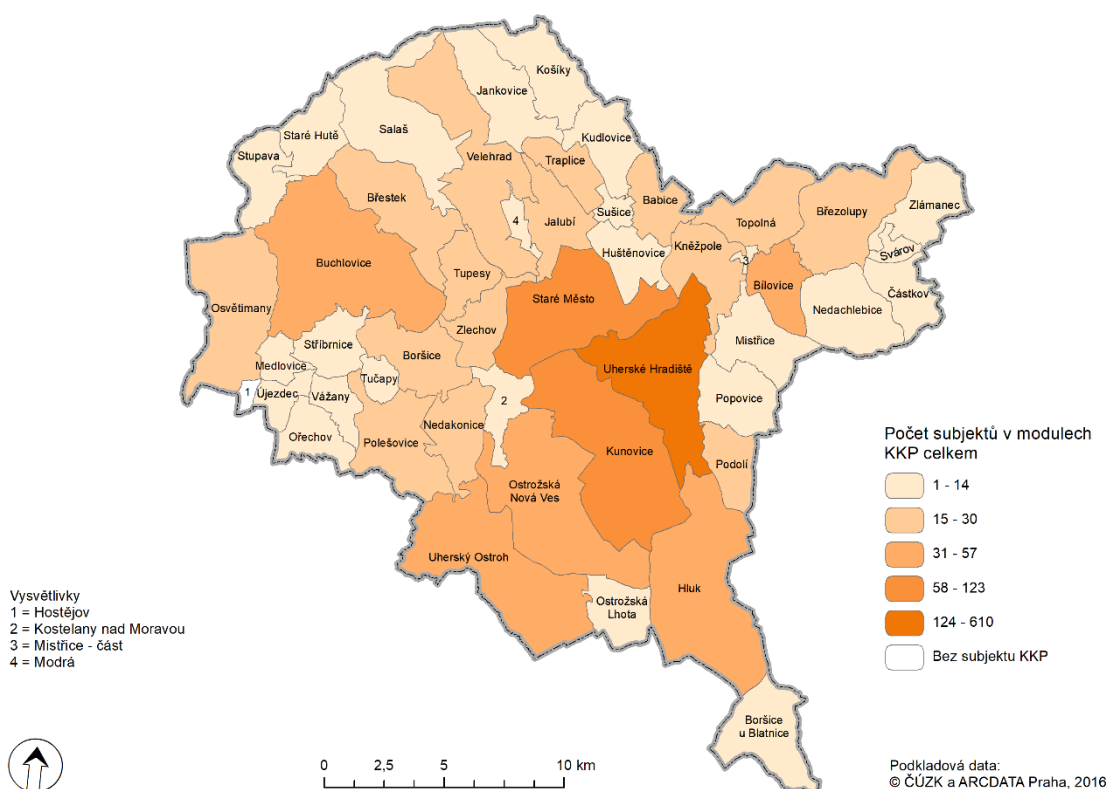 Košíky
Jankovice
Staré Hutě
Salaš
Kudlovice
Stupava
Velehrad
Traplice
Břestek
Babice
Zlámanec
Sušice
Březolupy
4
Jalubí
Topolná
Kněžpole
Svárov
Huštěnovice
3
Buchlovice
Tupesy
Bílovice
Částkov
Staré Město
Osvětimany
Nedachlebice
Zlechov
Stříbrnice
Mistřice
Boršice
Medlovice
Uherské Hradiště
Tučapy
1
Újezdec
Vážany
2
Popovice
Ořechov
Nedakonice
Polešovice
Kunovice
Podolí
Ostrožská
Nová Ves
Uherský Ostroh
Hluk
Ostrožská
Lhota
Boršice
u Blatnice
Počet subjektů v modulech
KKP celkem
1 - 14
15 - 30
31 - 57
58 - 123
124 - 610
Bez subjektu KKP
Vysvětlivky
1 = Hostějov
2 = Kostelany nad Moravou
3 = Mistřice - část
4 = Modrá
0 2,5 5 10 km
Podkladová data:
© ČÚZK a ARCDATA Praha, 2016